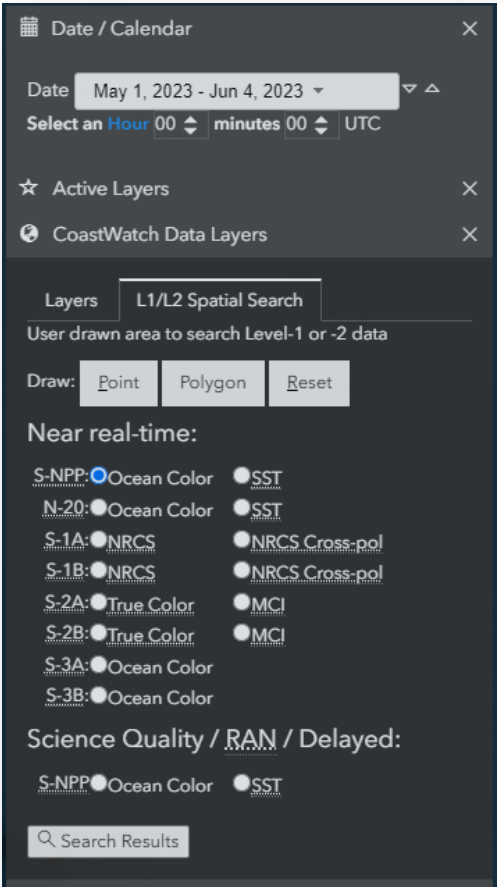 Date / Calendar
Date May 1, 2023 - Jun 4, 2023
Select an Hour 00 minutes 00 UTC
Active Layers
CoastWatch Data Layers
Layers L1/L2 Spatial Search
User drawn area to search Level-1 or -2 data
Draw: Point Polygon Reset
Near real-time:
S-NPP: Ocean Color SST
N-20: Ocean Color SST
S-1A: NRCS NRCS Cross-pol
S-1B: NRCS NRCS Cross-pol
S-2A: True Color MCI
S-2B: True Color MCI
S-3A: Ocean Color
S-3B: Ocean Color
Science Quality / RAN / Delayed:
S-NPP Ocean Color SST
Search Results